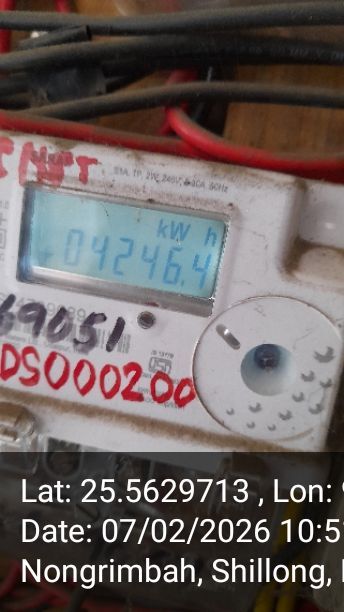 kW h
04246.4
69051
DS000200
Lat: 25.5629713 , Lon:
Date: 07/02/2026 10:5
Nongrimbah, Shillong,